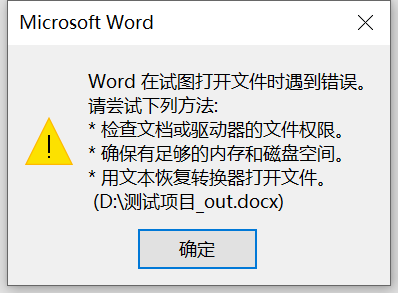 Microsoft Word
Word 在试图打开文件时遇到错误。
请尝试下列方法:
* 检查文档或驱动器的文件权限。
* 确保有足够的内存和磁盘空间。
* 用文本恢复转换器打开文件。
(D:\测试项目_out.docx)
确定